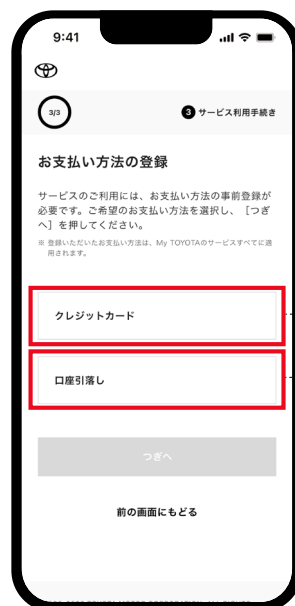 9:41
3/3
3 サービス利用手続き
お支払い方法の登録
サービスのご利用には、お支払い方法の事前登録が
必要です。ご希望のお支払い方法を選択し、［つぎ
へ］を押してください。
※ 登録いただいたお支払い方法は、My TOYOTAのサービスすべてに適
用されます。
クレジットカード
口座引落し
つぎへ
前の画面にもどる